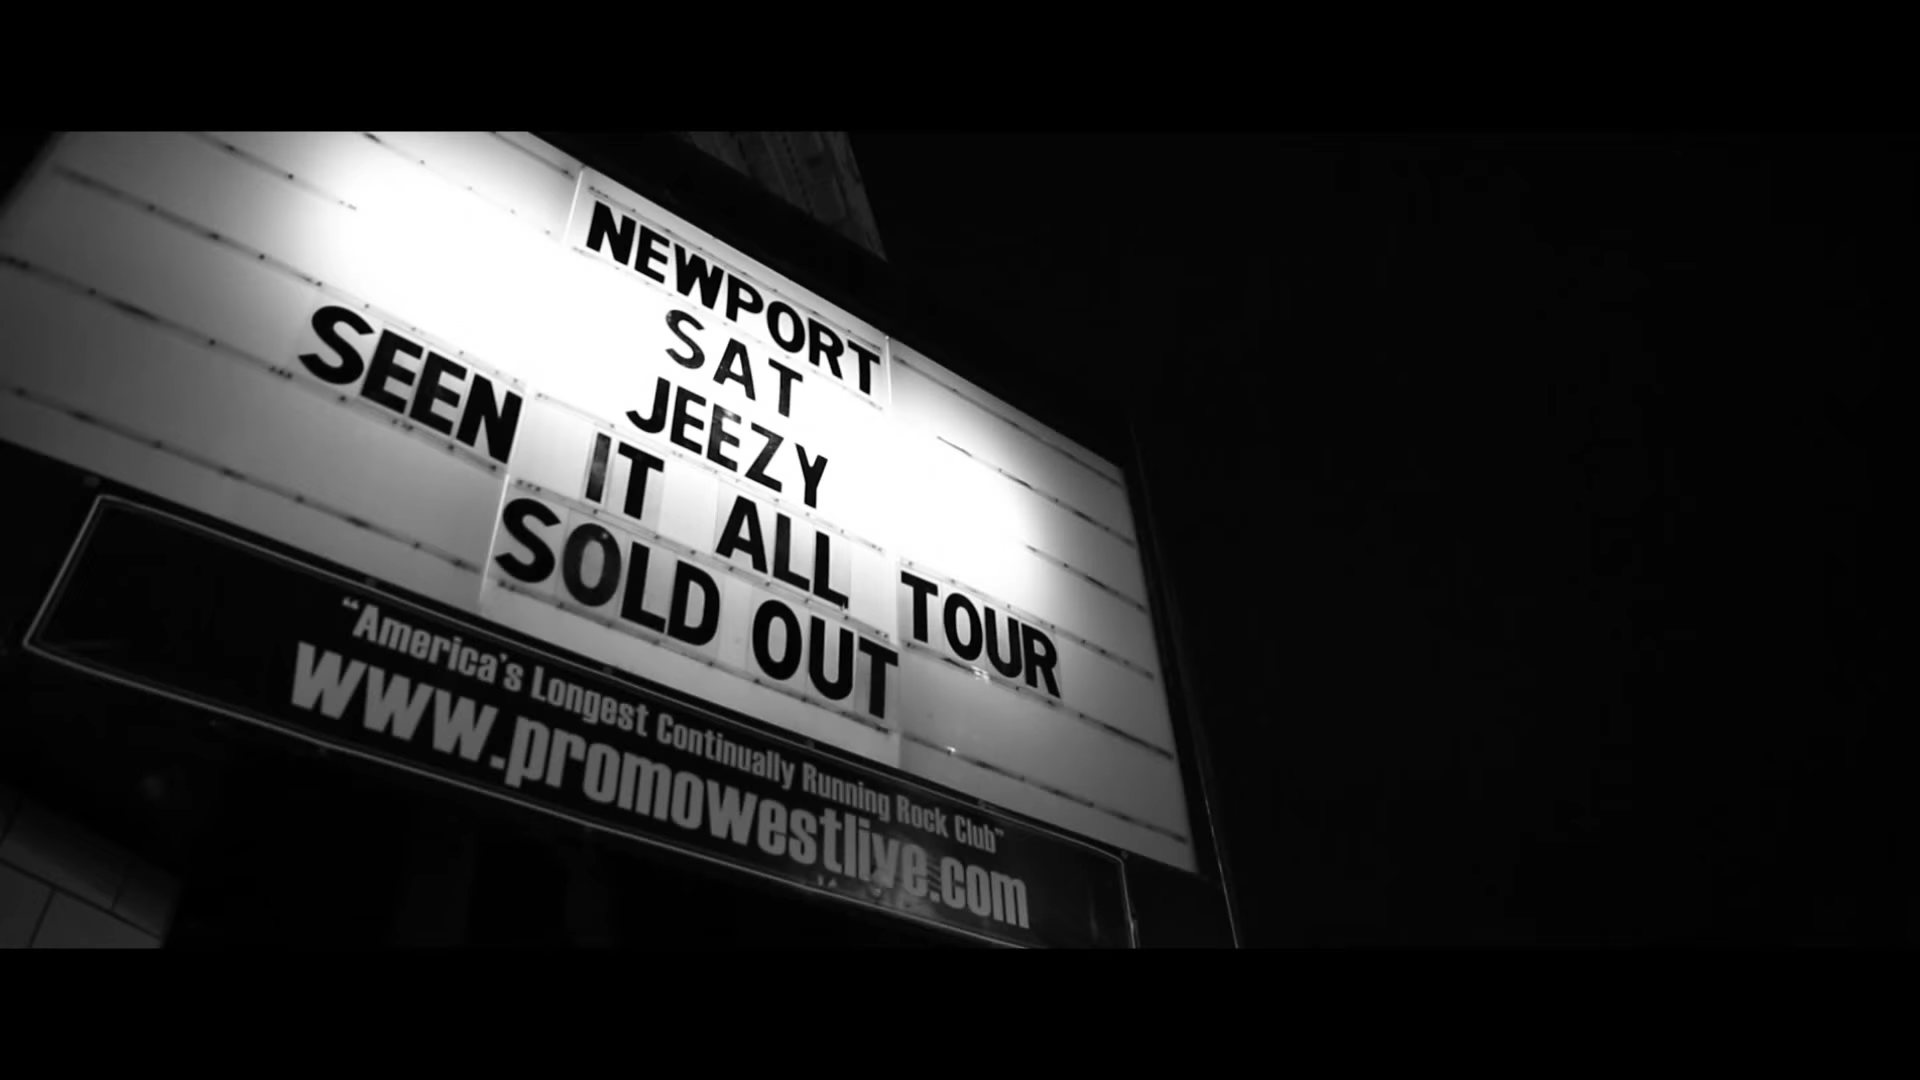 NEWPORT
SAT
JEEZY
SEEN IT ALL TOUR
SOLD OUT
“America's Longest Continually Running Rock Club”
www.promowestlive.com